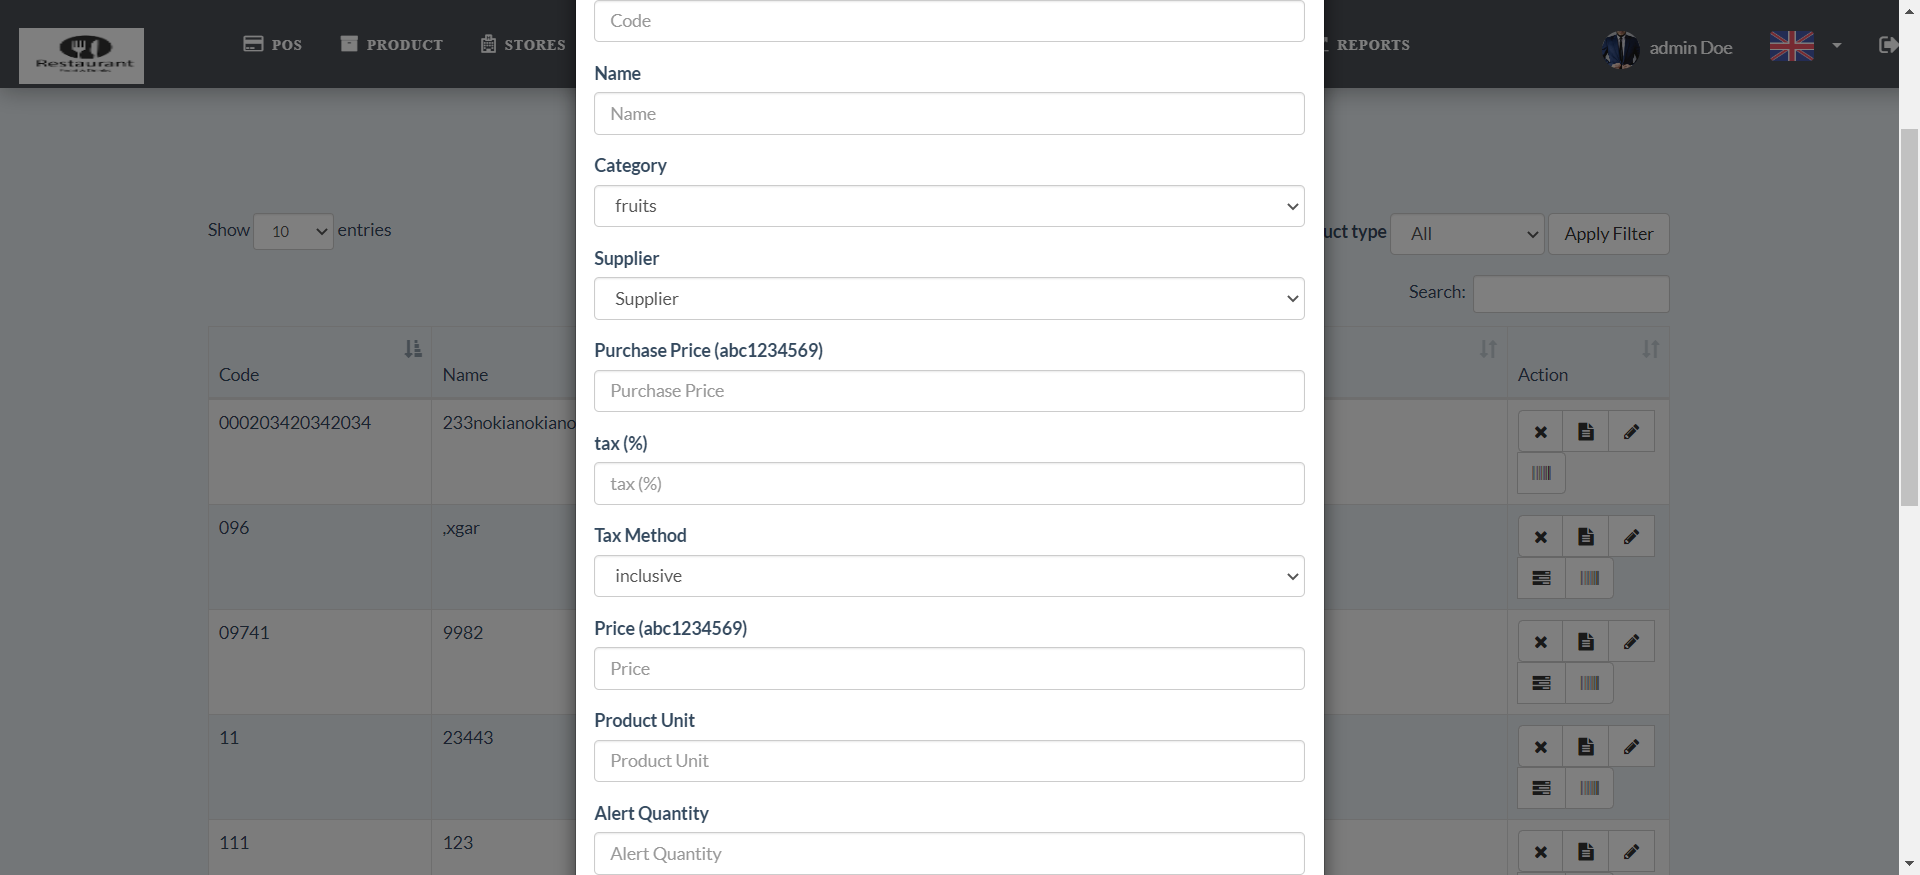 Restaurant
POS
PRODUCT
STORES
REPORTS
admin Doe
Code
Name
Name
Category
fruits
Supplier
Supplier
Purchase Price (abc1234569)
Purchase Price
tax (%)
tax (%)
Tax Method
inclusive
Price (abc1234569)
Price
Product Unit
Product Unit
Alert Quantity
Alert Quantity
Show 10 entries
uct type All Apply Filter
Search:
Code Name Action
000203420342034 233nokianokiano
096 ,xgar
09741 9982
11 23443
111 123